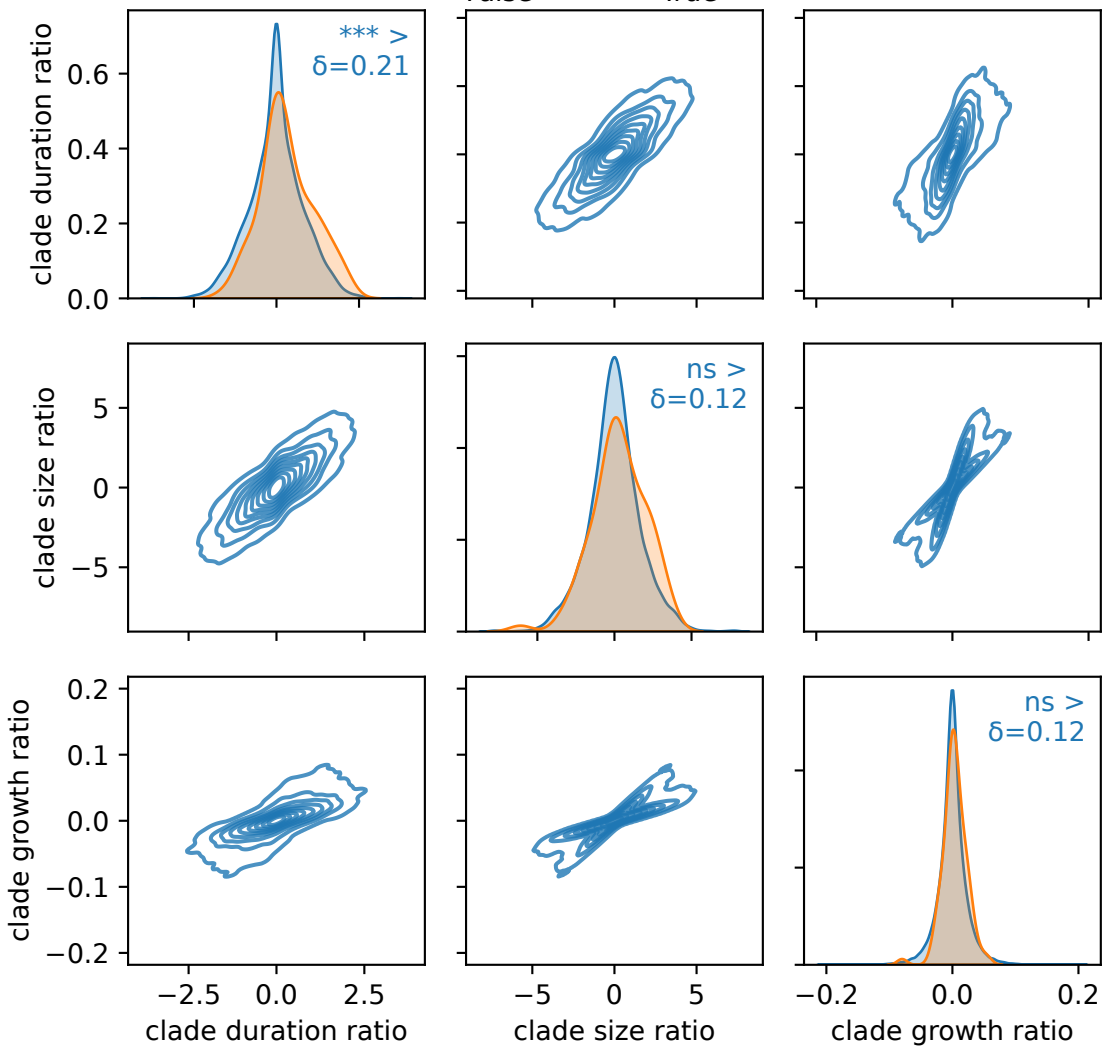 clade duration ratio
0.6
0.4
0.2
0.0
*** >
δ=0.21
clade size ratio
5
0
−5
ns >
δ=0.12
clade growth ratio
0.2
0.1
0.0
−0.1
−0.2
ns >
δ=0.12
−2.5 0.0 2.5
clade duration ratio
−5 0 5
clade size ratio
−0.2 0.0 0.2
clade growth ratio